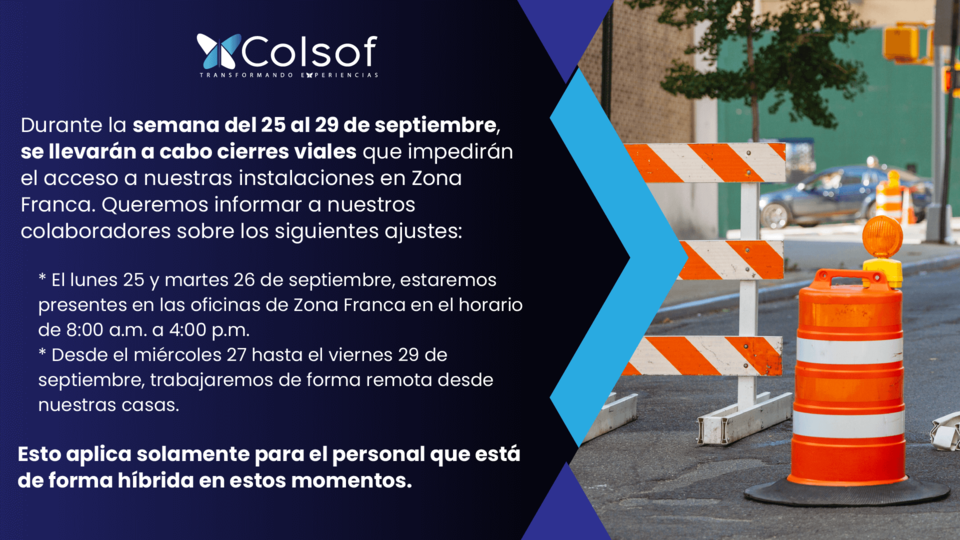 Colsof
TRANSFORMANDO EXPERIENCIAS
Durante la semana del 25 al 29 de septiembre,
se llevarán a cabo cierres viales que impedirán
el acceso a nuestras instalaciones en Zona
Franca. Queremos informar a nuestros
colaboradores sobre los siguientes ajustes:
* El lunes 25 y martes 26 de septiembre, estaremos
presentes en las oficinas de Zona Franca en el horario
de 8:00 a.m. a 4:00 p.m.
* Desde el miércoles 27 hasta el viernes 29 de
septiembre, trabajaremos de forma remota desde
nuestras casas.
Esto aplica solamente para el personal que está
de forma híbrida en estos momentos.